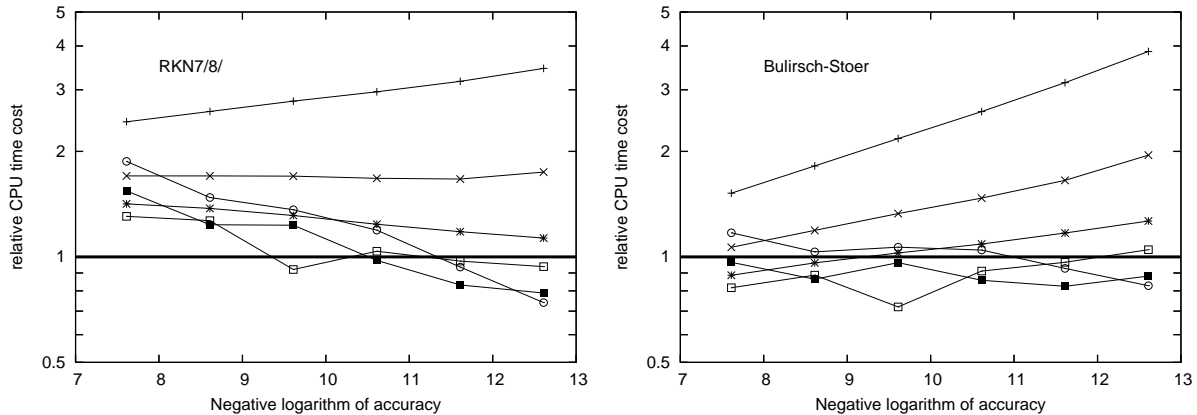 5
4
3
2
1
0.5
relative CPU time cost
RKN7/8/
7 8 9 10 11 12 13
Negative logarithm of accuracy
5
4
3
2
1
0.5
relative CPU time cost
Bulirsch-Stoer
7 8 9 10 11 12 13
Negative logarithm of accuracy